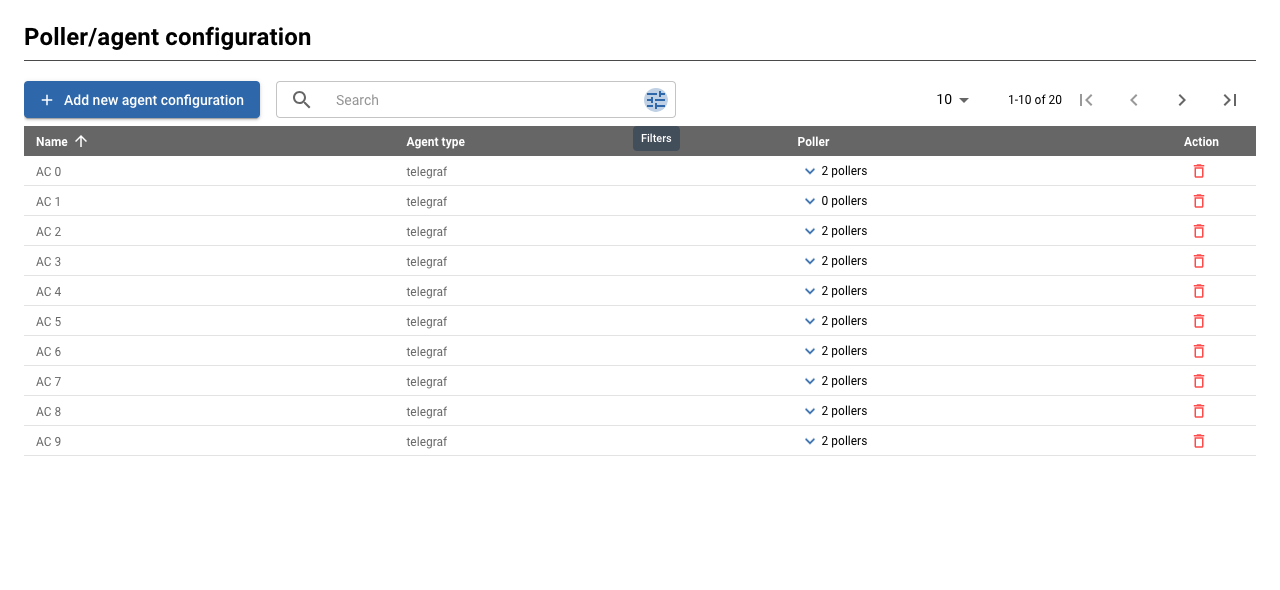 Poller/agent configuration
Add new agent configuration
Search
10
1-10 of 20
Filters
Name Agent type Poller Action
AC 0 telegraf 2 pollers
AC 1 telegraf 0 pollers
AC 2 telegraf 2 pollers
AC 3 telegraf 2 pollers
AC 4 telegraf 2 pollers
AC 5 telegraf 2 pollers
AC 6 telegraf 2 pollers
AC 7 telegraf 2 pollers
AC 8 telegraf 2 pollers
AC 9 telegraf 2 pollers